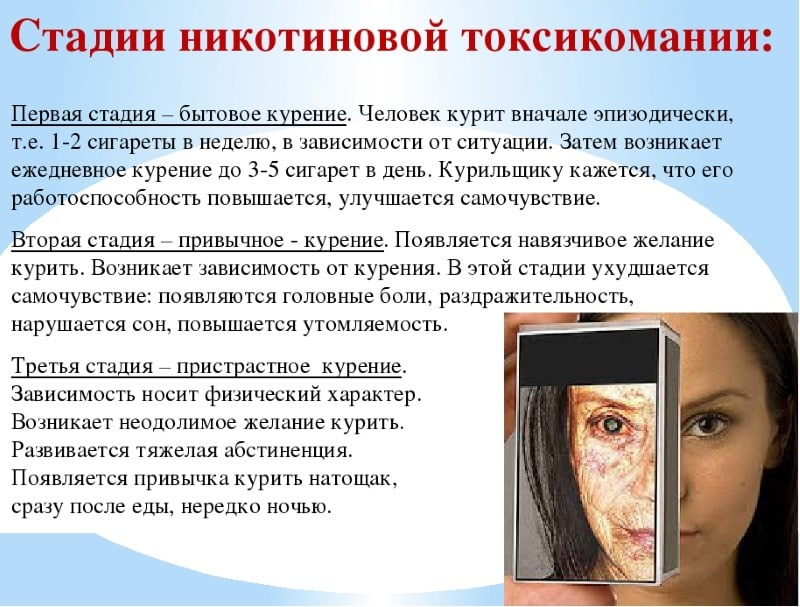 Стадии никотиновой токсикомании:
Первая стадия – бытовое курение. Человек курит вначале эпизодически,
т.е. 1-2 сигареты в неделю, в зависимости от ситуации. Затем возникает
ежедневное курение до 3-5 сигарет в день. Курильщику кажется, что его
работоспособность повышается, улучшается самочувствие.
Вторая стадия – привычное - курение. Появляется навязчивое желание
курить. Возникает зависимость от курения. В этой стадии ухудшается
самочувствие: появляются головные боли, раздражительность,
нарушается сон, повышается утомляемость.
Третья стадия – пристрастное  курение.
Зависимость носит физический характер.
Возникает неодолимое желание курить.
Развивается тяжелая абстиненция.
Появляется привычка курить натощак,
сразу после еды, нередко ночью.